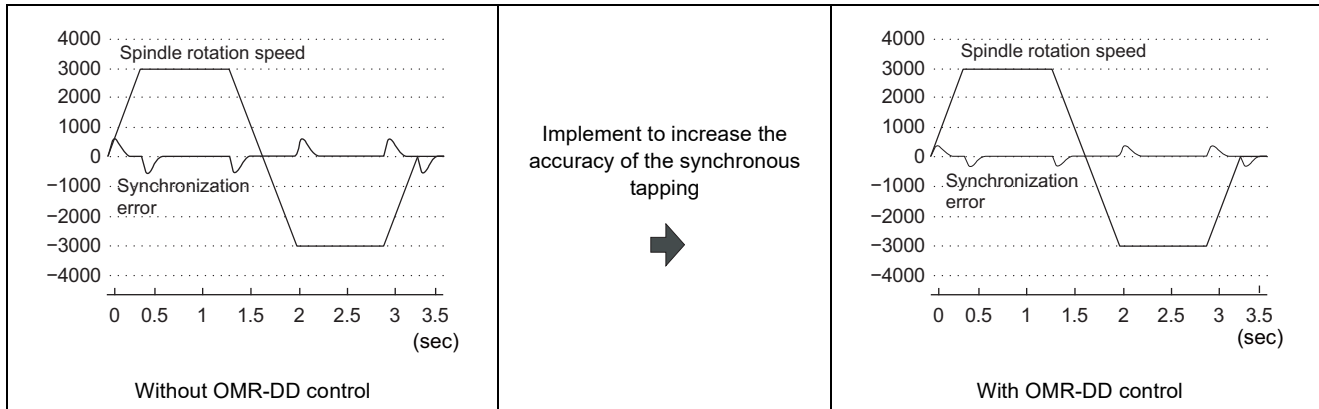 4000
Spindle rotation speed
3000
2000
1000
0
−1000
Synchronization
error
−2000
−3000
−4000
0 0.5 1 1.5 2 2.5 3 3.5
(sec)
Without OMR-DD control
Implement to increase the
accuracy of the synchronous
tapping
4000
Spindle rotation speed
3000
2000
1000
0
−1000
Synchronization
error
−2000
−3000
−4000
0 0.5 1 1.5 2 2.5 3 3.5
(sec)
With OMR-DD control